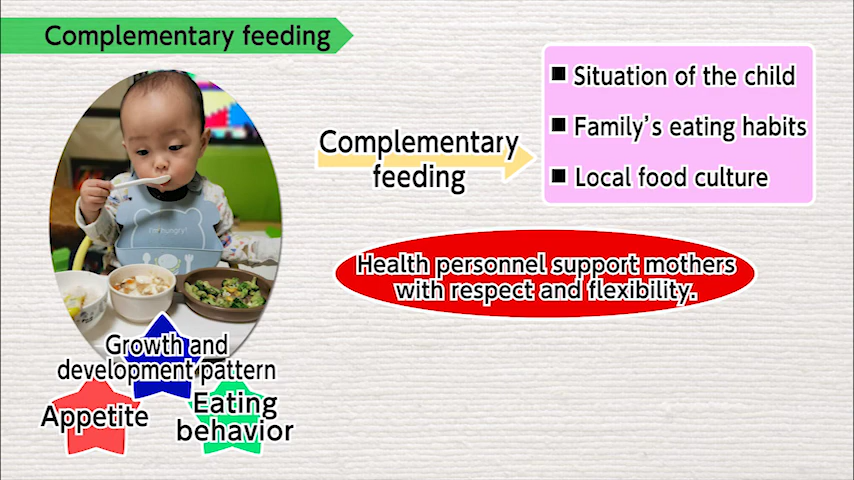 Complementary feeding
Complementary
feeding
■ Situation of the child
■ Family's eating habits
■ Local food culture
Health personnel support mothers
with respect and flexibility.
I'm hungry!
Growth and
development pattern
Appetite
Eating
behavior